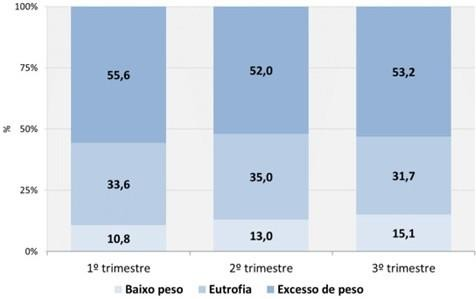 100%
75%
50%
25%
0%
%
55,6
52,0
53,2
33,6
35,0
31,7
10,8
13,0
15,1
1º trimestre
2º trimestre
3º trimestre
Baixo peso
Eutrofia
Excesso de peso